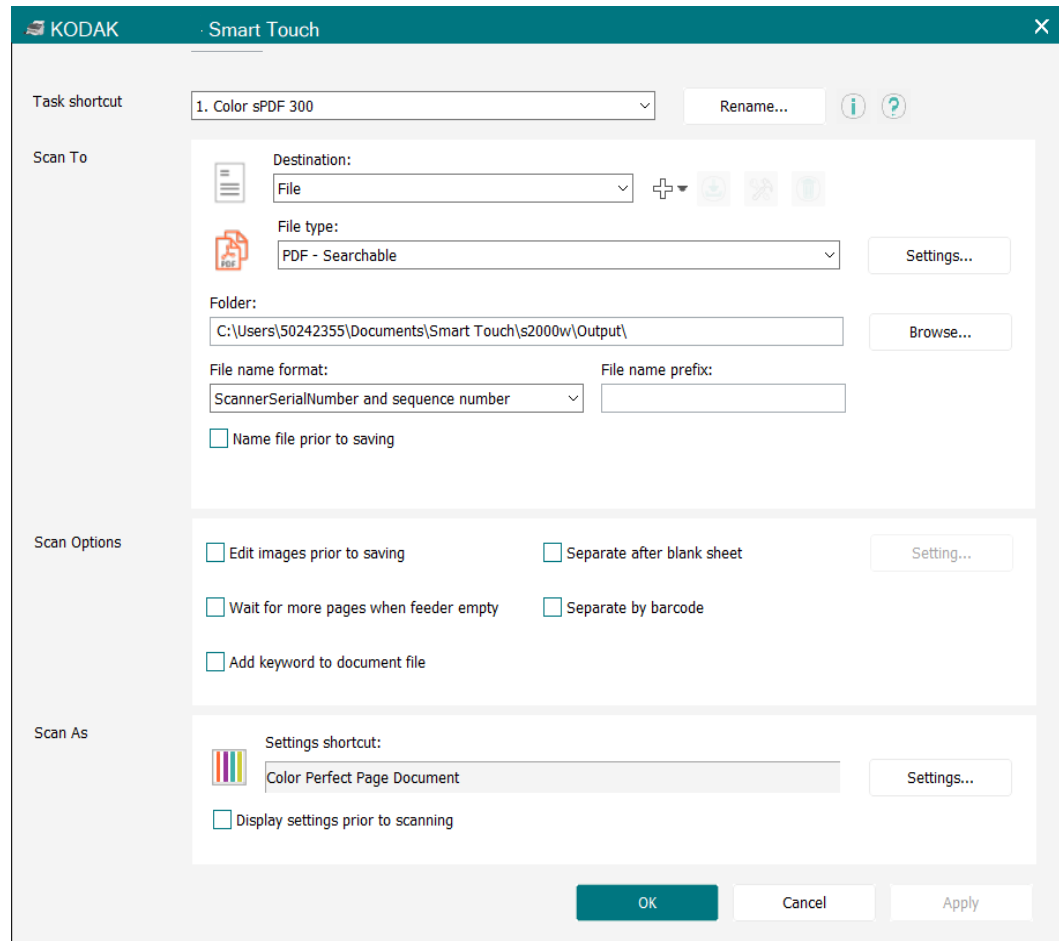 KODAK · Smart Touch
Task shortcut
1. Color sPDF 300
Rename...
i ?
Scan To
Destination:
File
File type:
PDF
PDF - Searchable
Settings...
Folder:
C:\Users\50242355\Documents\Smart Touch\s2000w\Output\
Browse...
File name format:
File name prefix:
ScannerSerialNumber and sequence number
Name file prior to saving
Scan Options
Edit images prior to saving
Separate after blank sheet
Setting...
Wait for more pages when feeder empty
Separate by barcode
Add keyword to document file
Scan As
Settings shortcut:
Color Perfect Page Document
Settings...
Display settings prior to scanning
OK
Cancel
Apply